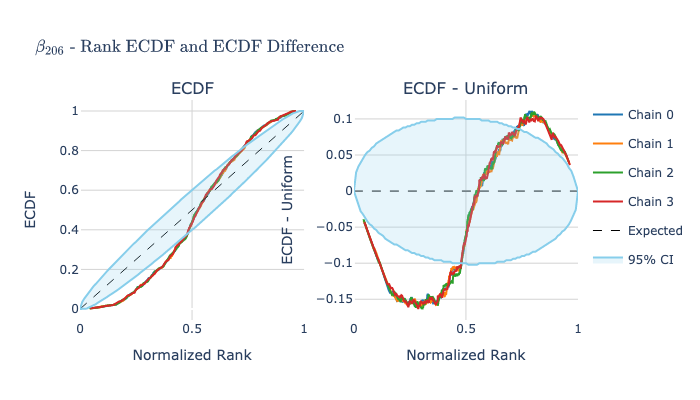 β206 - Rank ECDF and ECDF Difference
ECDF
ECDF - Uniform
1
0.8
0.6
0.4
0.2
0
0
0.5
1
ECDF
Normalized Rank
0.1
0.05
0
−0.05
−0.1
−0.15
0
0.5
1
ECDF - Uniform
Normalized Rank
Chain 0
Chain 1
Chain 2
Chain 3
Expected
95% CI